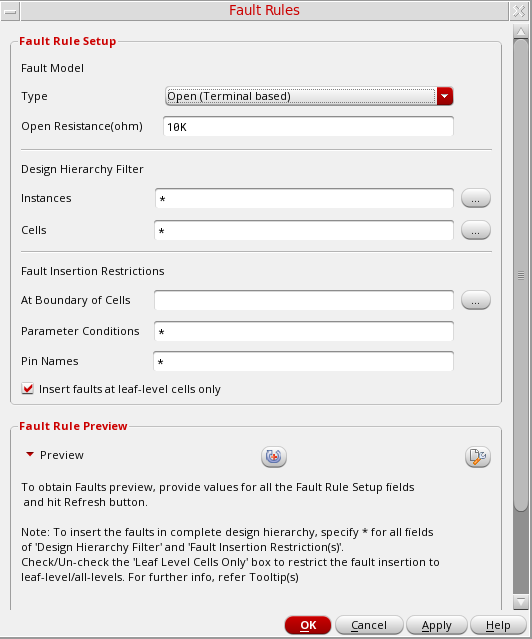 Fault Rules
Fault Rule Setup
Fault Model
Type Open (Terminal based)
Open Resistance(ohm) 10K
Design Hierarchy Filter
Instances * ...
Cells * ...
Fault Insertion Restrictions
At Boundary of Cells ...
Parameter Conditions *
Pin Names *
Insert faults at leaf-level cells only
Fault Rule Preview
Preview
To obtain Faults preview, provide values for all the Fault Rule Setup fields
and hit Refresh button.
Note: To insert the faults in complete design hierarchy, specify * for all fields
of 'Design Hierarchy Filter' and 'Fault Insertion Restriction(s)'.
Check/Un-check the 'Leaf Level Cells Only' box to restrict the fault insertion to
leaf-level/all-levels. For further info, refer Tooltip(s)
OK Cancel Apply Help